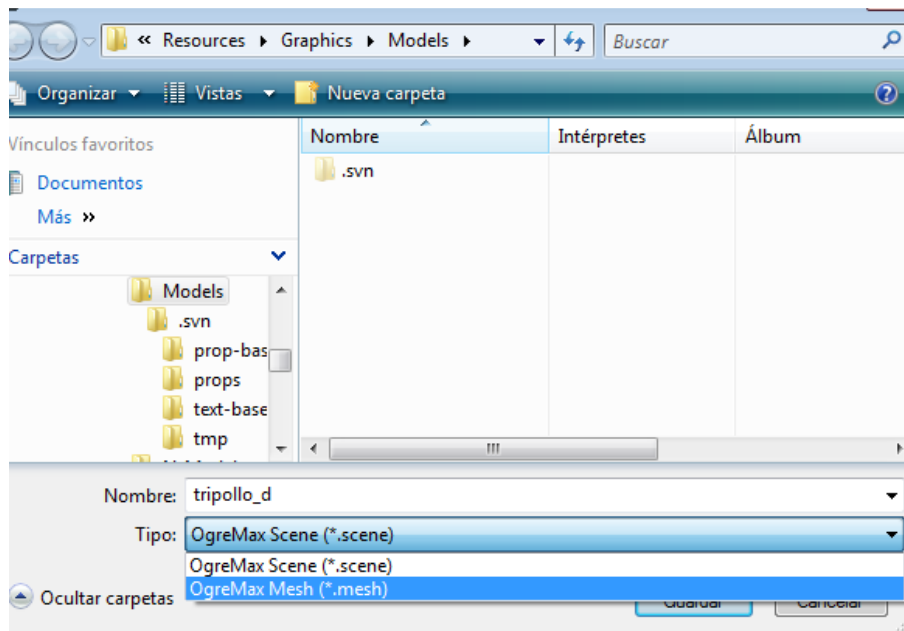 « Resources Graphics Models Buscar
Organizar Vistas Nueva carpeta
Vínculos favoritos
Documentos
Más »
Carpetas
Models
.svn
prop-bas
props
text-base
tmp
Nombre Intérpretes Álbum
.svn
Nombre: tripollo_d
Tipo: OgreMax Scene (*.scene)
OgreMax Scene (*.scene)
OgreMax Mesh (*.mesh)
Ocultar carpetas Guardar Cancelar